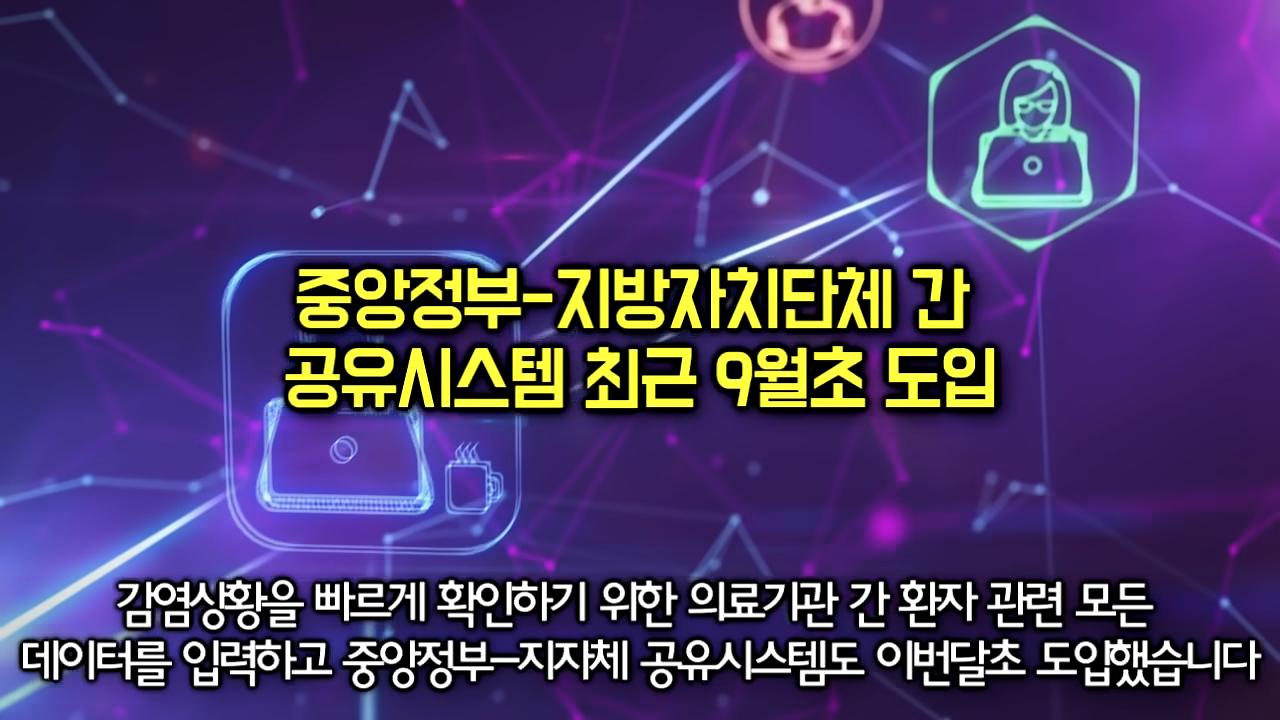 중앙정부-지방자치단체 간
공유시스템 최근 9월초 도입
감염상황을 빠르게 확인하기 위한 의료기관 간 환자 관련 모든
데이터를 입력하고 중앙정부-지자체 공유시스템도 이번달초 도입했습니다